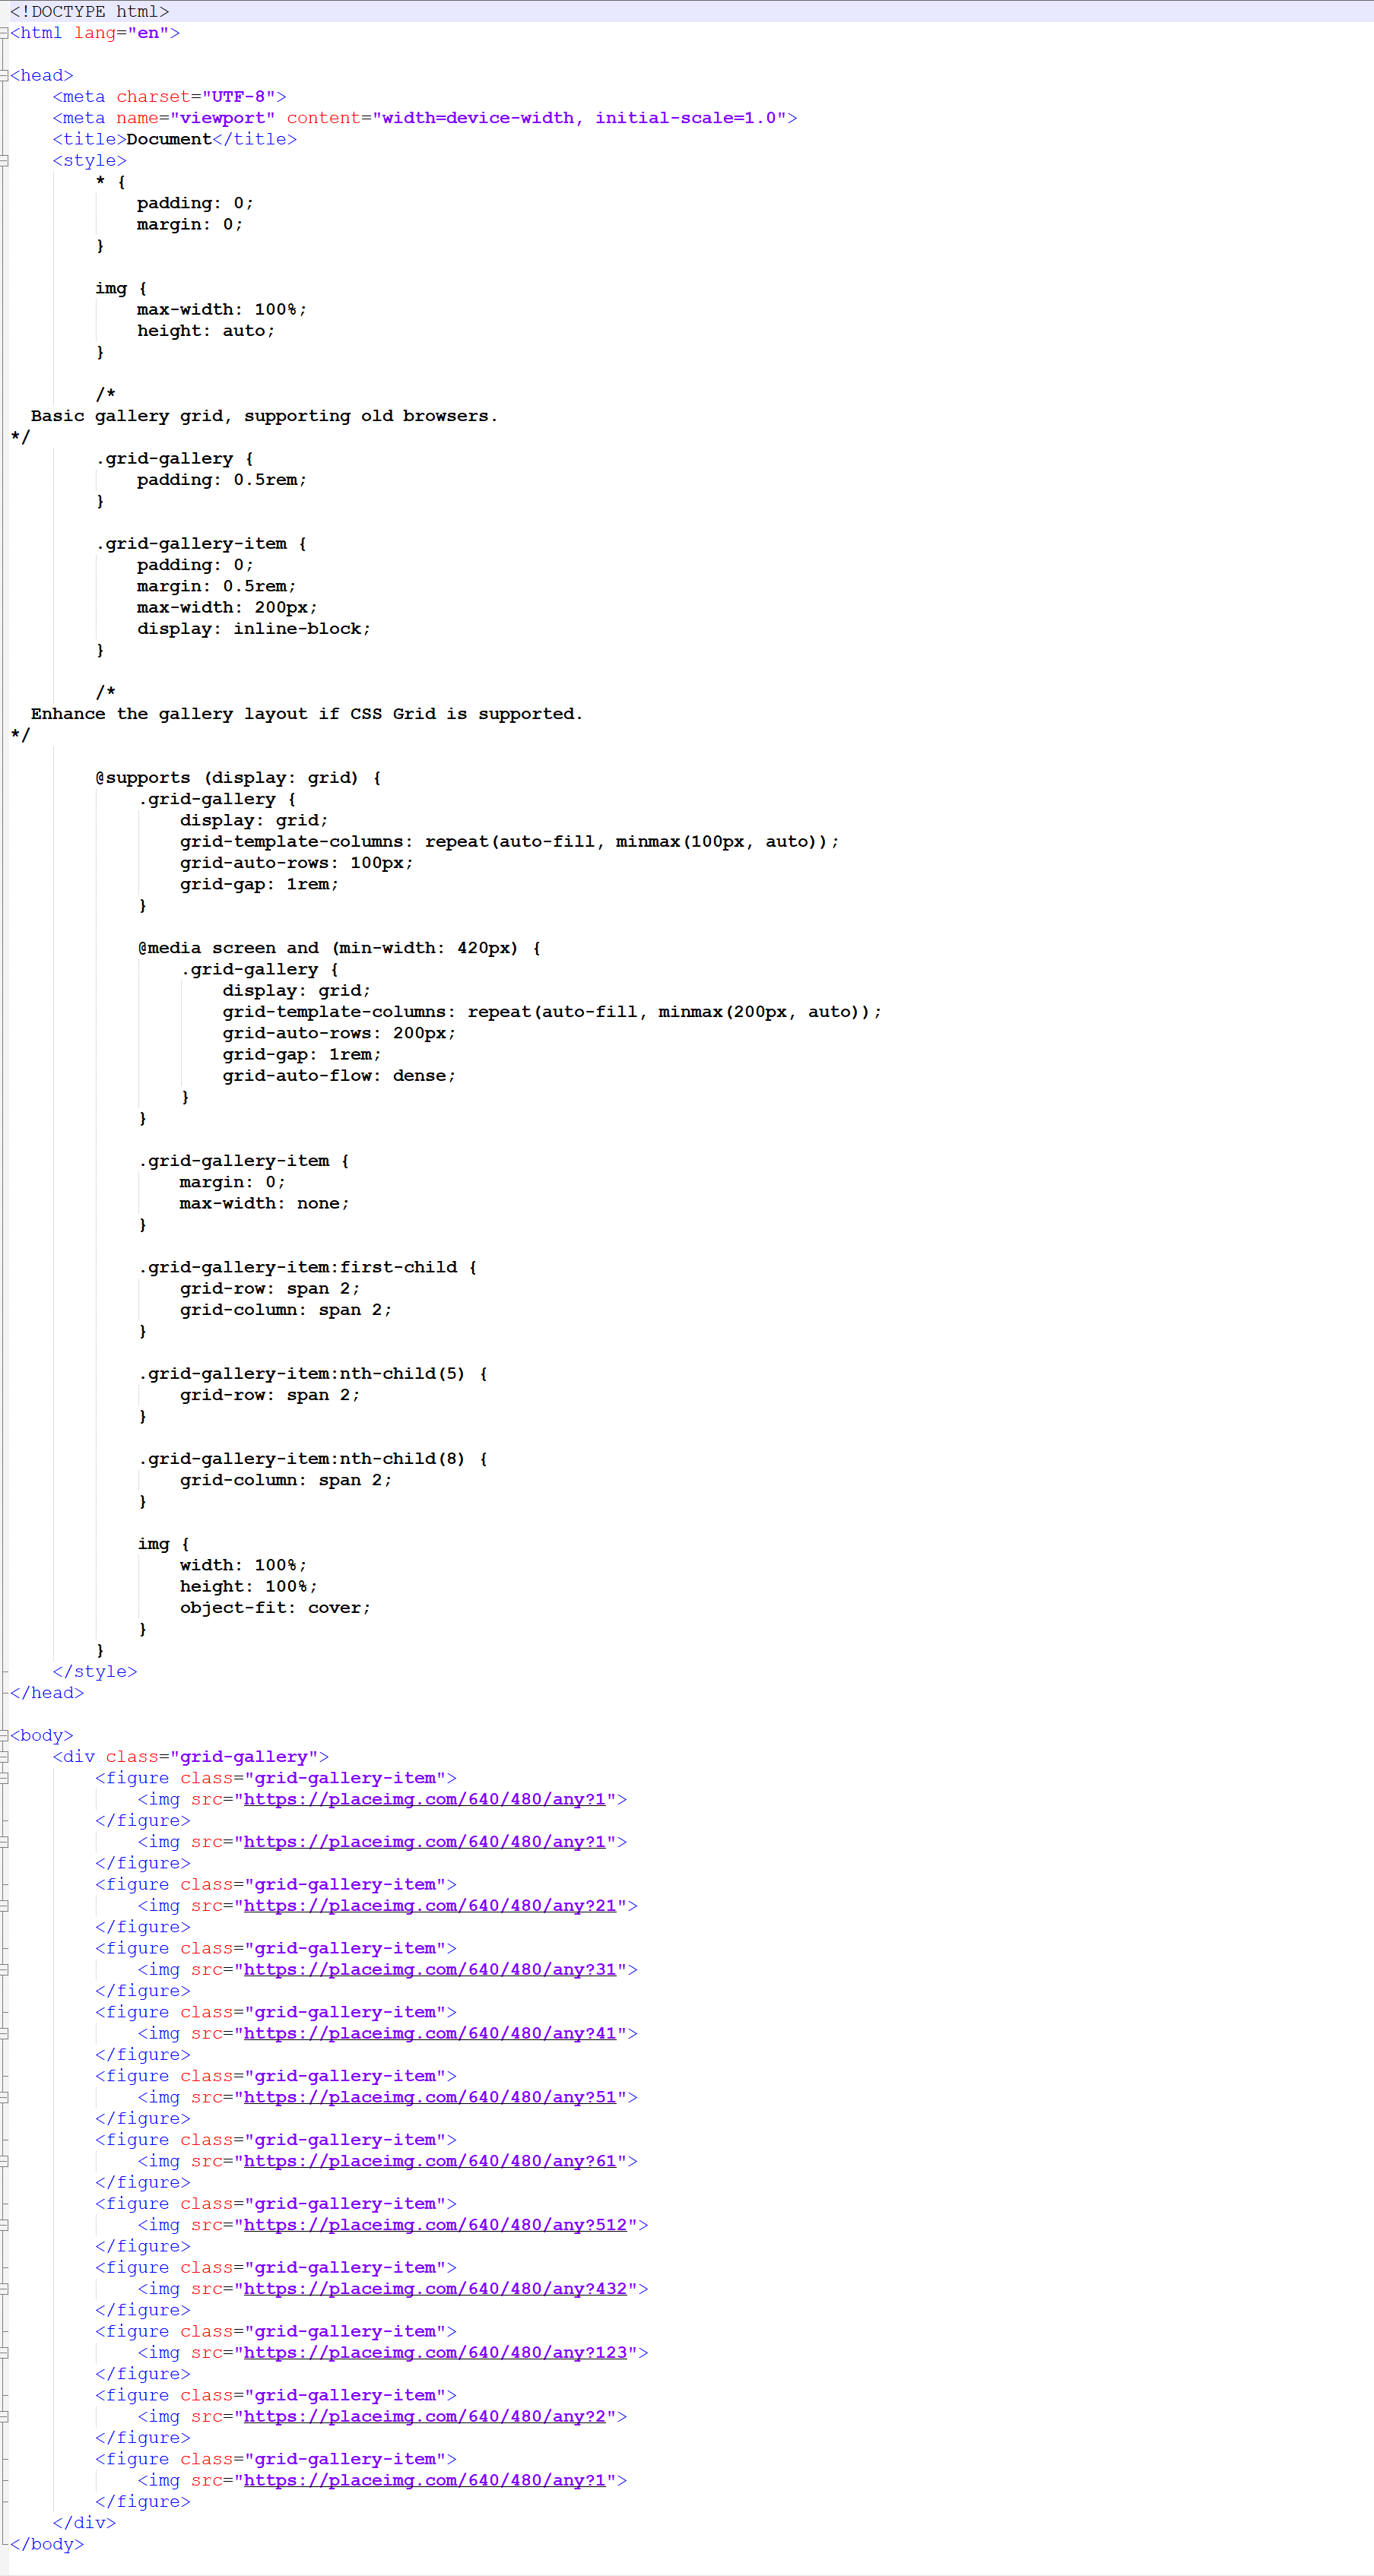 <!DOCTYPE html>
<html lang="en">

<head>
    <meta charset="UTF-8">
    <meta name="viewport" content="width=device-width, initial-scale=1.0">
    <title>Document</title>
    <style>
        * {
            padding: 0;
            margin: 0;
        }

        img {
            max-width: 100%;
            height: auto;
        }

        /*
  Basic gallery grid, supporting old browsers.
*/
        .grid-gallery {
            padding: 0.5rem;
        }

        .grid-gallery-item {
            padding: 0;
            margin: 0.5rem;
            max-width: 200px;
            display: inline-block;
        }

        /*
  Enhance the gallery layout if CSS Grid is supported.
*/

        @supports (display: grid) {
            .grid-gallery {
                display: grid;
                grid-template-columns: repeat(auto-fill, minmax(100px, auto));
                grid-auto-rows: 100px;
                grid-gap: 1rem;
            }

            @media screen and (min-width: 420px) {
                .grid-gallery {
                    display: grid;
                    grid-template-columns: repeat(auto-fill, minmax(200px, auto));
                    grid-auto-rows: 200px;
                    grid-gap: 1rem;
                    grid-auto-flow: dense;
                }
            }

            .grid-gallery-item {
                margin: 0;
                max-width: none;
            }

            .grid-gallery-item:first-child {
                grid-row: span 2;
                grid-column: span 2;
            }

            .grid-gallery-item:nth-child(5) {
                grid-row: span 2;
            }

            .grid-gallery-item:nth-child(8) {
                grid-column: span 2;
            }

            img {
                width: 100%;
                height: 100%;
                object-fit: cover;
            }
        }
    </style>
</head>

<body>
    <div class="grid-gallery">
        <figure class="grid-gallery-item">
            <img src="https://placeimg.com/640/480/any?1">
        </figure>
            <img src="https://placeimg.com/640/480/any?1">
        </figure>
        <figure class="grid-gallery-item">
            <img src="https://placeimg.com/640/480/any?21">
        </figure>
        <figure class="grid-gallery-item">
            <img src="https://placeimg.com/640/480/any?31">
        </figure>
        <figure class="grid-gallery-item">
            <img src="https://placeimg.com/640/480/any?41">
        </figure>
        <figure class="grid-gallery-item">
            <img src="https://placeimg.com/640/480/any?51">
        </figure>
        <figure class="grid-gallery-item">
            <img src="https://placeimg.com/640/480/any?61">
        </figure>
        <figure class="grid-gallery-item">
            <img src="https://placeimg.com/640/480/any?512">
        </figure>
        <figure class="grid-gallery-item">
            <img src="https://placeimg.com/640/480/any?432">
        </figure>
        <figure class="grid-gallery-item">
            <img src="https://placeimg.com/640/480/any?123">
        </figure>
        <figure class="grid-gallery-item">
            <img src="https://placeimg.com/640/480/any?2">
        </figure>
        <figure class="grid-gallery-item">
            <img src="https://placeimg.com/640/480/any?1">
        </figure>
    </div>
</body>